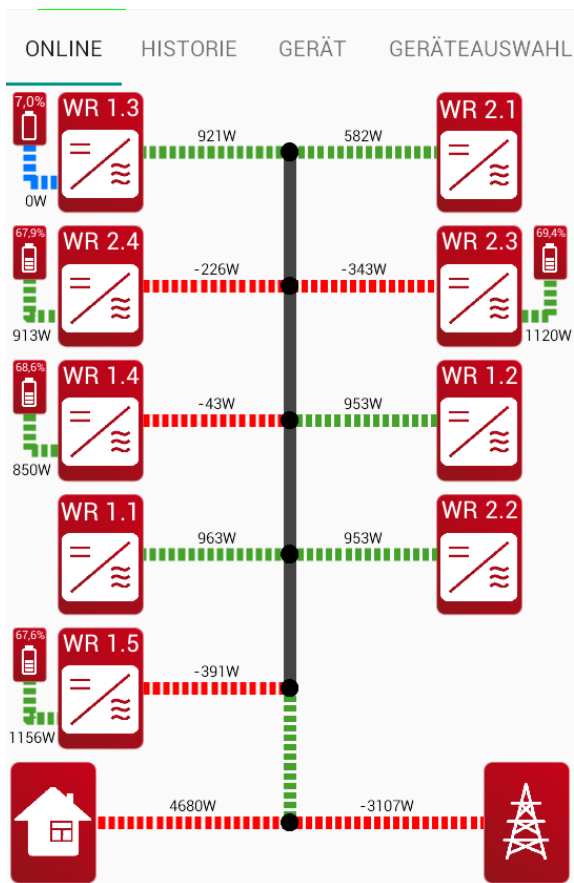 ONLINE HISTORIE GERÄT GERÄTEAUSWAHL
7,0% WR 1.3 921W 582W WR 2.1
0W
67,9% WR 2.4 -226W -343W WR 2.3 69,4%
913W 1120W
68,6% WR 1.4 -43W 953W WR 1.2
850W
WR 1.1 963W 953W WR 2.2
67,6% WR 1.5 -391W
1156W
4680W -3107W